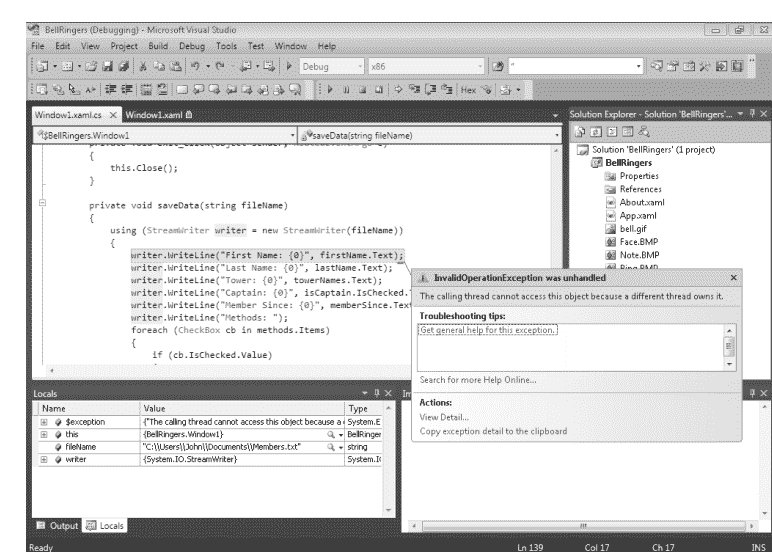 BellRingers (Debugging) - Microsoft Visual Studio
File Edit View Project Build Debug Tools Test Window Help
Debug x86
Hex
Window1.xaml.cs Window1.xaml
BellRingers.Window1 saveData(string fileName)
{
this.Close();
}
private void saveData(string fileName)
{
using (StreamWriter writer = new StreamWriter(fileName))
{
writer.WriteLine("First Name: {0}", firstName.Text);
writer.WriteLine("Last Name: {0}", lastName.Text);
writer.WriteLine("Tower: {0}", towerNames.Text);
writer.WriteLine("Captain: {0}", isCaptain.IsChecked.
writer.WriteLine("Member Since: {0}", memberSince.Text
writer.WriteLine("Methods: ");
foreach (CheckBox cb in methods.Items)
{
if (cb.IsChecked.Value)
Solution Explorer - Solution 'BellRingers'...
Solution 'BellRingers' (1 project)
BellRingers
Properties
References
About.xaml
App.xaml
bell.gif
Face.BMP
Note.BMP
Ring.BMP
InvalidOperationException was unhandled
The calling thread cannot access this object because a different thread owns it.
Troubleshooting tips:
Get general help for this exception.
Search for more Help Online...
Actions:
View Detail...
Copy exception detail to the clipboard
Locals
Name Value Type
$exception {"The calling thread cannot access this object because a System.E
this {BellRingers.Window1} BellRinger
fileName "C:\\Users\\John\\Documents\\Members.txt" string
writer {System.IO.StreamWriter} System.IO
Output Locals
Ready Ln 139 Col 17 Ch 17 INS